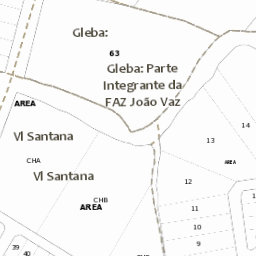 Gleba:
63
Gleba: Parte
Integrante da
FAZ João Vaz
AREA
14
13
Vl Santana
CHA
AREA
Vl Santana
12
CHB
AREA
11
10
9
39
40